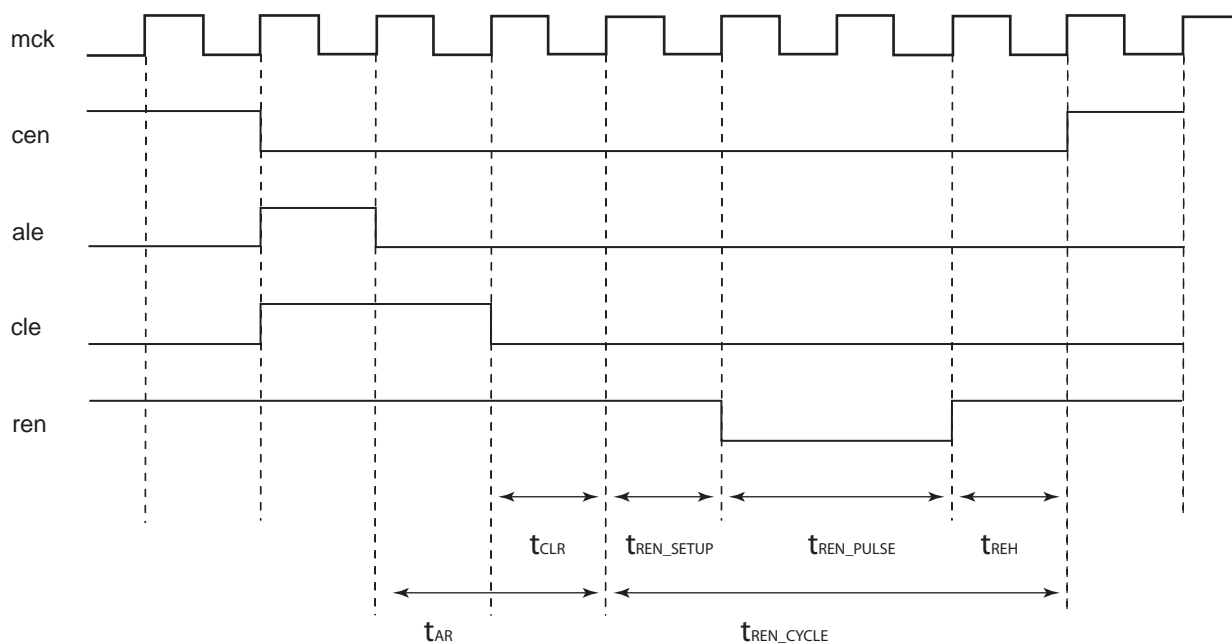 mck
cen
ale
cle
ren
tCLR tREN_SETUP tREN_PULSE tREH
tAR tREN_CYCLE